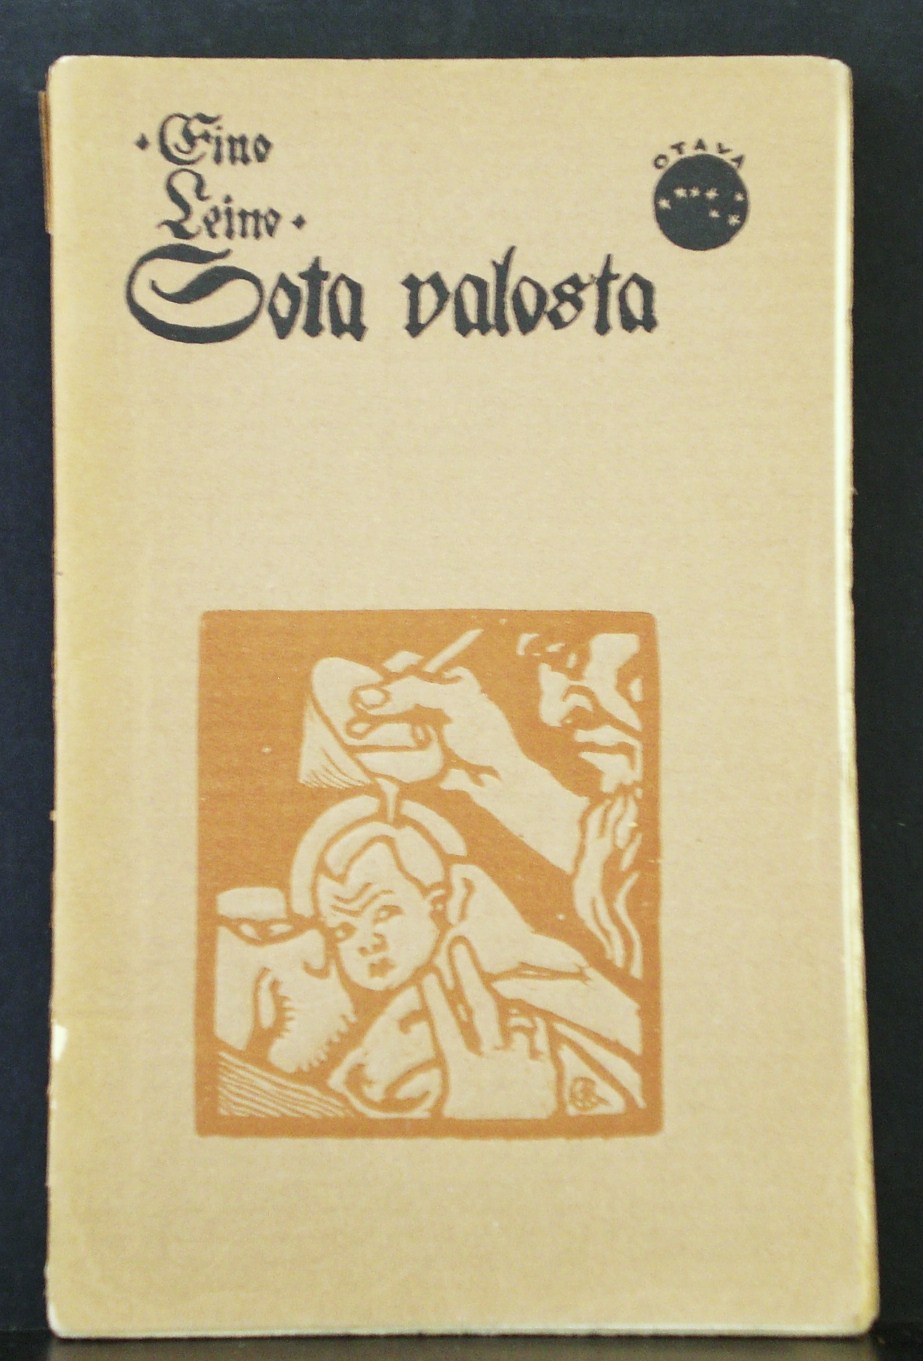 Eino
Leino
Sota valosta
OTAVA